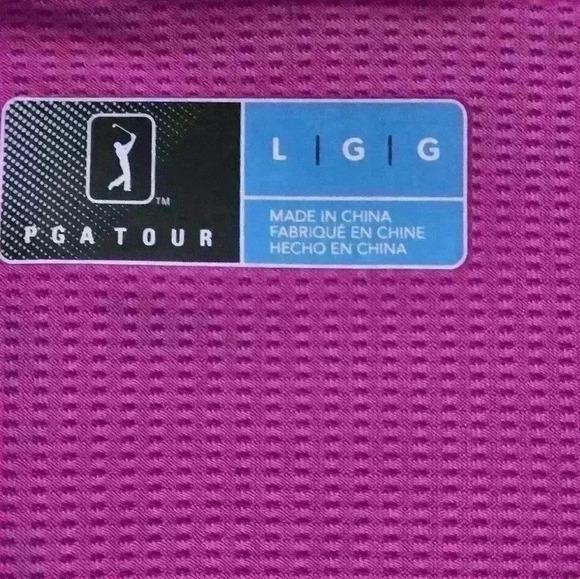 PGA TOUR
TM
L | G | G
MADE IN CHINA
FABRIQUÉ EN CHINE
HECHO EN CHINA